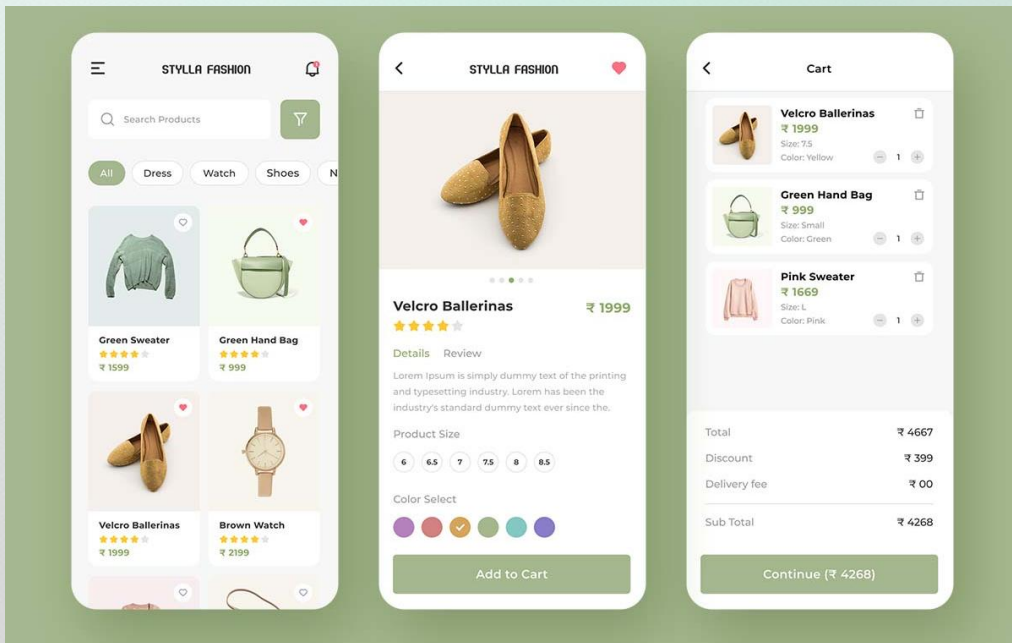 STYLLA FASHION
Search Products
All
Dress
Watch
Shoes
N
Green Sweater
₹ 1599
Green Hand Bag
₹ 999
Velcro Ballerinas
₹ 1999
Brown Watch
₹ 2199
STYLLA FASHION
Velcro Ballerinas
₹ 1999
Details Review
Lorem Ipsum is simply dummy text of the printing
and typesetting industry. Lorem has been the
industry's standard dummy text ever since the.
Product Size
6 6.5 7 7.5 8 8.5
Color Select
Add to Cart
Cart
Velcro Ballerinas
₹ 1999
Size: 7.5
Color: Yellow
1
Green Hand Bag
₹ 999
Size: Small
Color: Green
1
Pink Sweater
₹ 1669
Size: L
Color: Pink
1
Total ₹ 4667
Discount ₹ 399
Delivery fee ₹ 00
Sub Total ₹ 4268
Continue (₹ 4268)